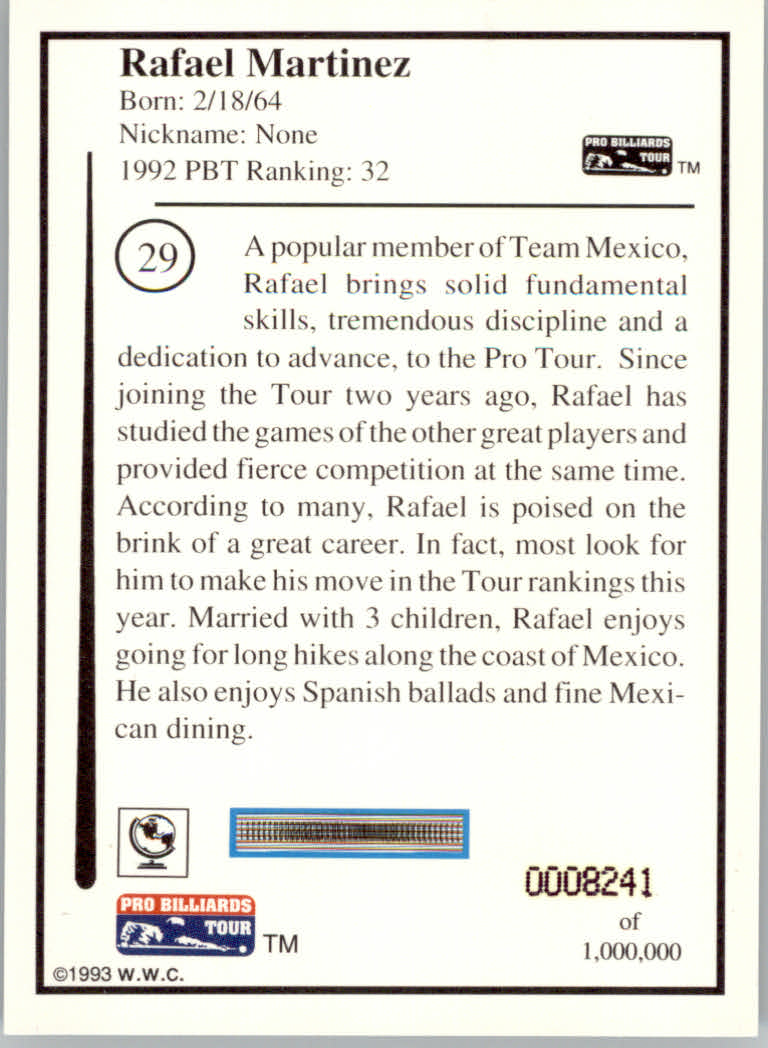 Rafael Martinez
Born: 2/18/64
Nickname: None
1992 PBT Ranking: 32
PRO BILLIARDS
TOUR
TM
29
A popular member of Team Mexico,
Rafael brings solid fundamental
skills, tremendous discipline and a
dedication to advance, to the Pro Tour. Since
joining the Tour two years ago, Rafael has
studied the games of the other great players and
provided fierce competition at the same time.
According to many, Rafael is poised on the
brink of a great career. In fact, most look for
him to make his move in the Tour rankings this
year. Married with 3 children, Rafael enjoys
going for long hikes along the coast of Mexico.
He also enjoys Spanish ballads and fine Mexi-
can dining.
0008241
of
1,000,000
PRO BILLIARDS
TOUR
TM
©1993 W.W.C.